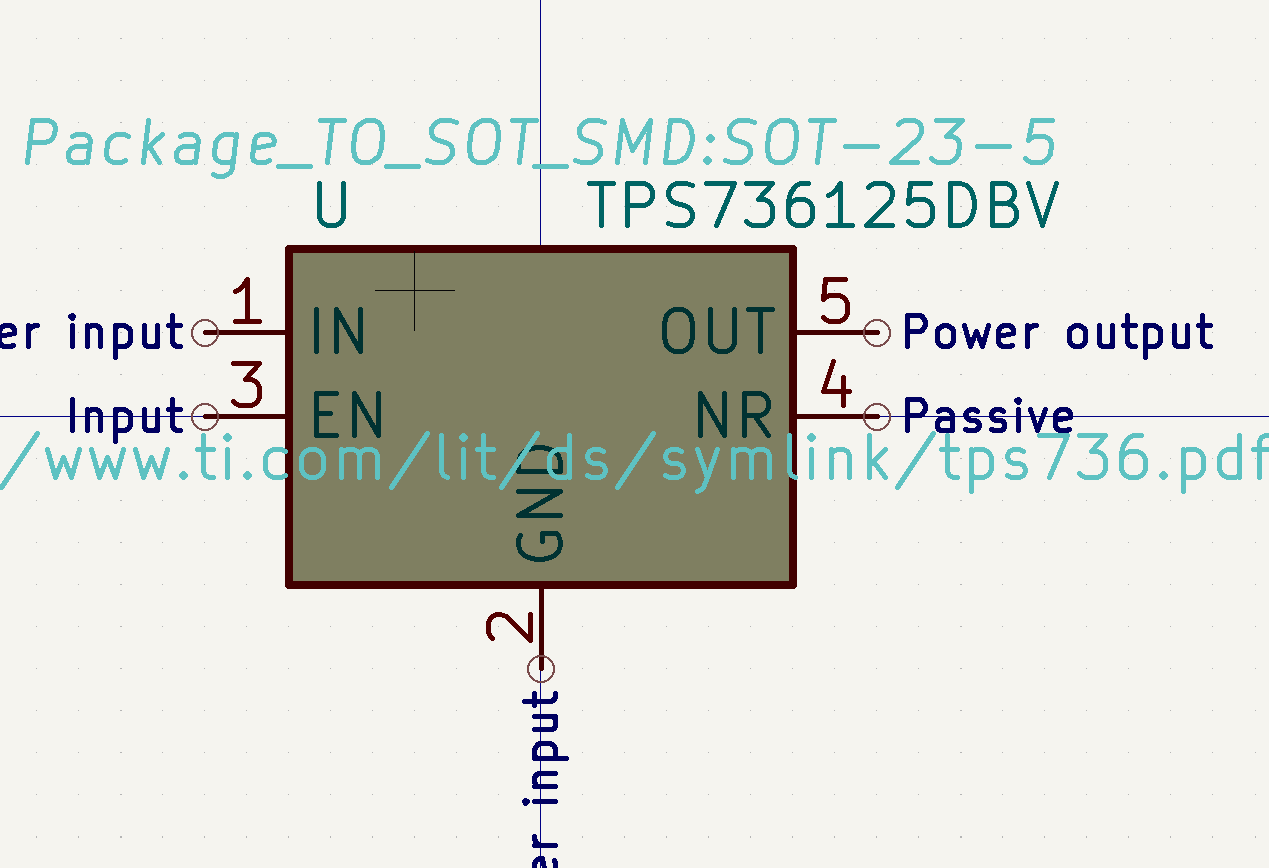 Package_TO_SOT_SMD:SOT-23-5
U TPS736125DBV
1 5
er input IN OUT Power output
3 4
Input EN NR Passive
/www.ti.com/lit/ds/symlink/tps736.pdf
GND
2
er input